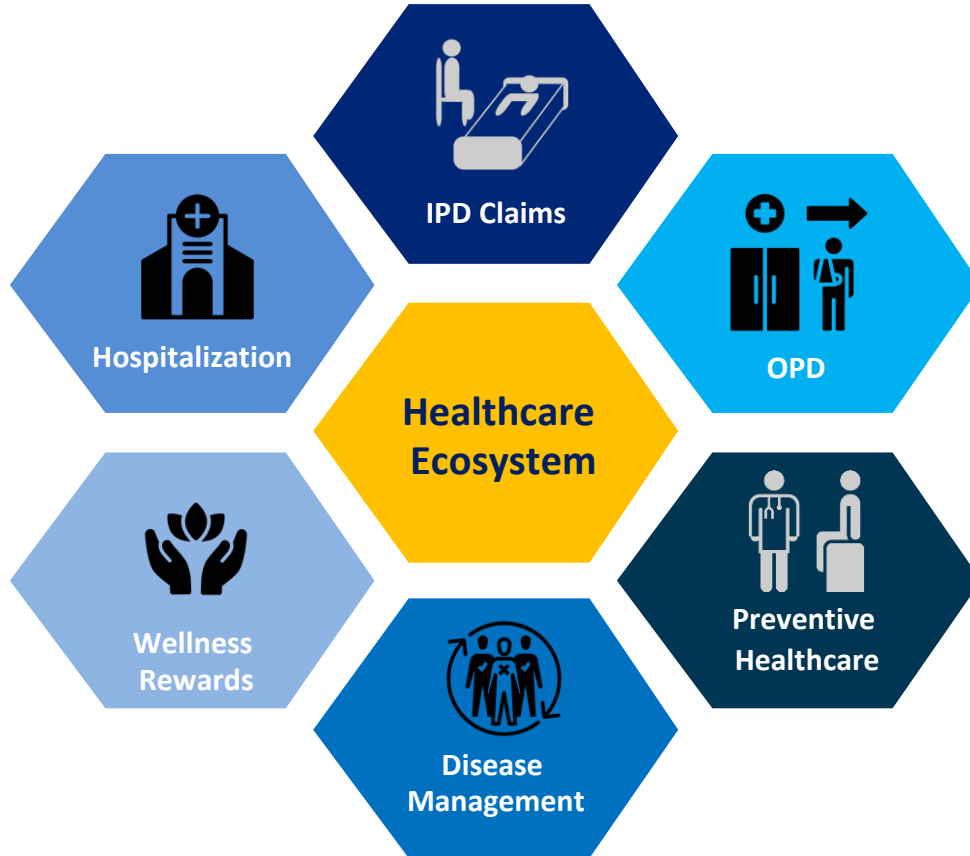 IPD Claims
Hospitalization
OPD
Healthcare
Ecosystem
Wellness
Rewards
Preventive
Healthcare
Disease
Management